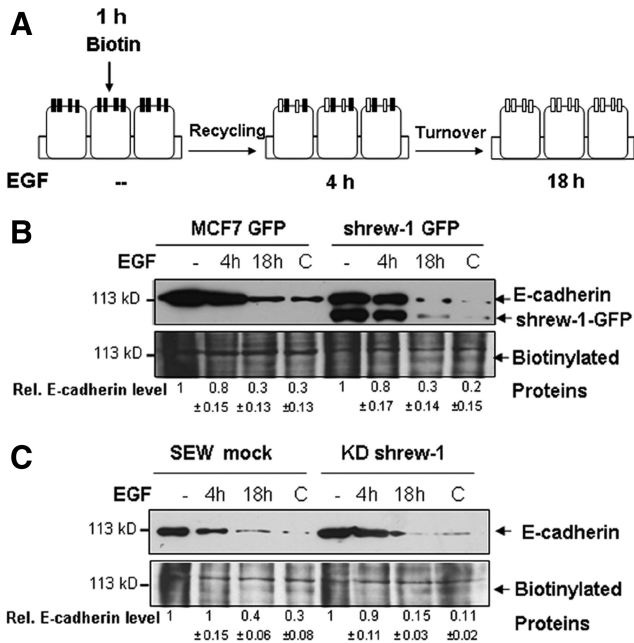 A
1 h
Biotin
Recycling
Turnover
EGF -- 4 h 18 h
B
MCF7 GFP shrew-1 GFP
EGF - 4h 18h C - 4h 18h C
113 kD E-cadherin
shrew-1-GFP
113 kD Biotinylated
Proteins
Rel. E-cadherin level 1 0.8 0.3 0.3 1 0.8 0.3 0.2
±0.15 ±0.13 ±0.13 ±0.17 ±0.14 ±0.15
C
SEW mock KD shrew-1
EGF - 4h 18h C - 4h 18h C
113 kD E-cadherin
113 kD Biotinylated
Proteins
Rel. E-cadherin level 1 1 0.4 0.3 1 0.9 0.15 0.11
±0.15 ±0.06 ±0.08 ±0.11 ±0.03 ±0.02